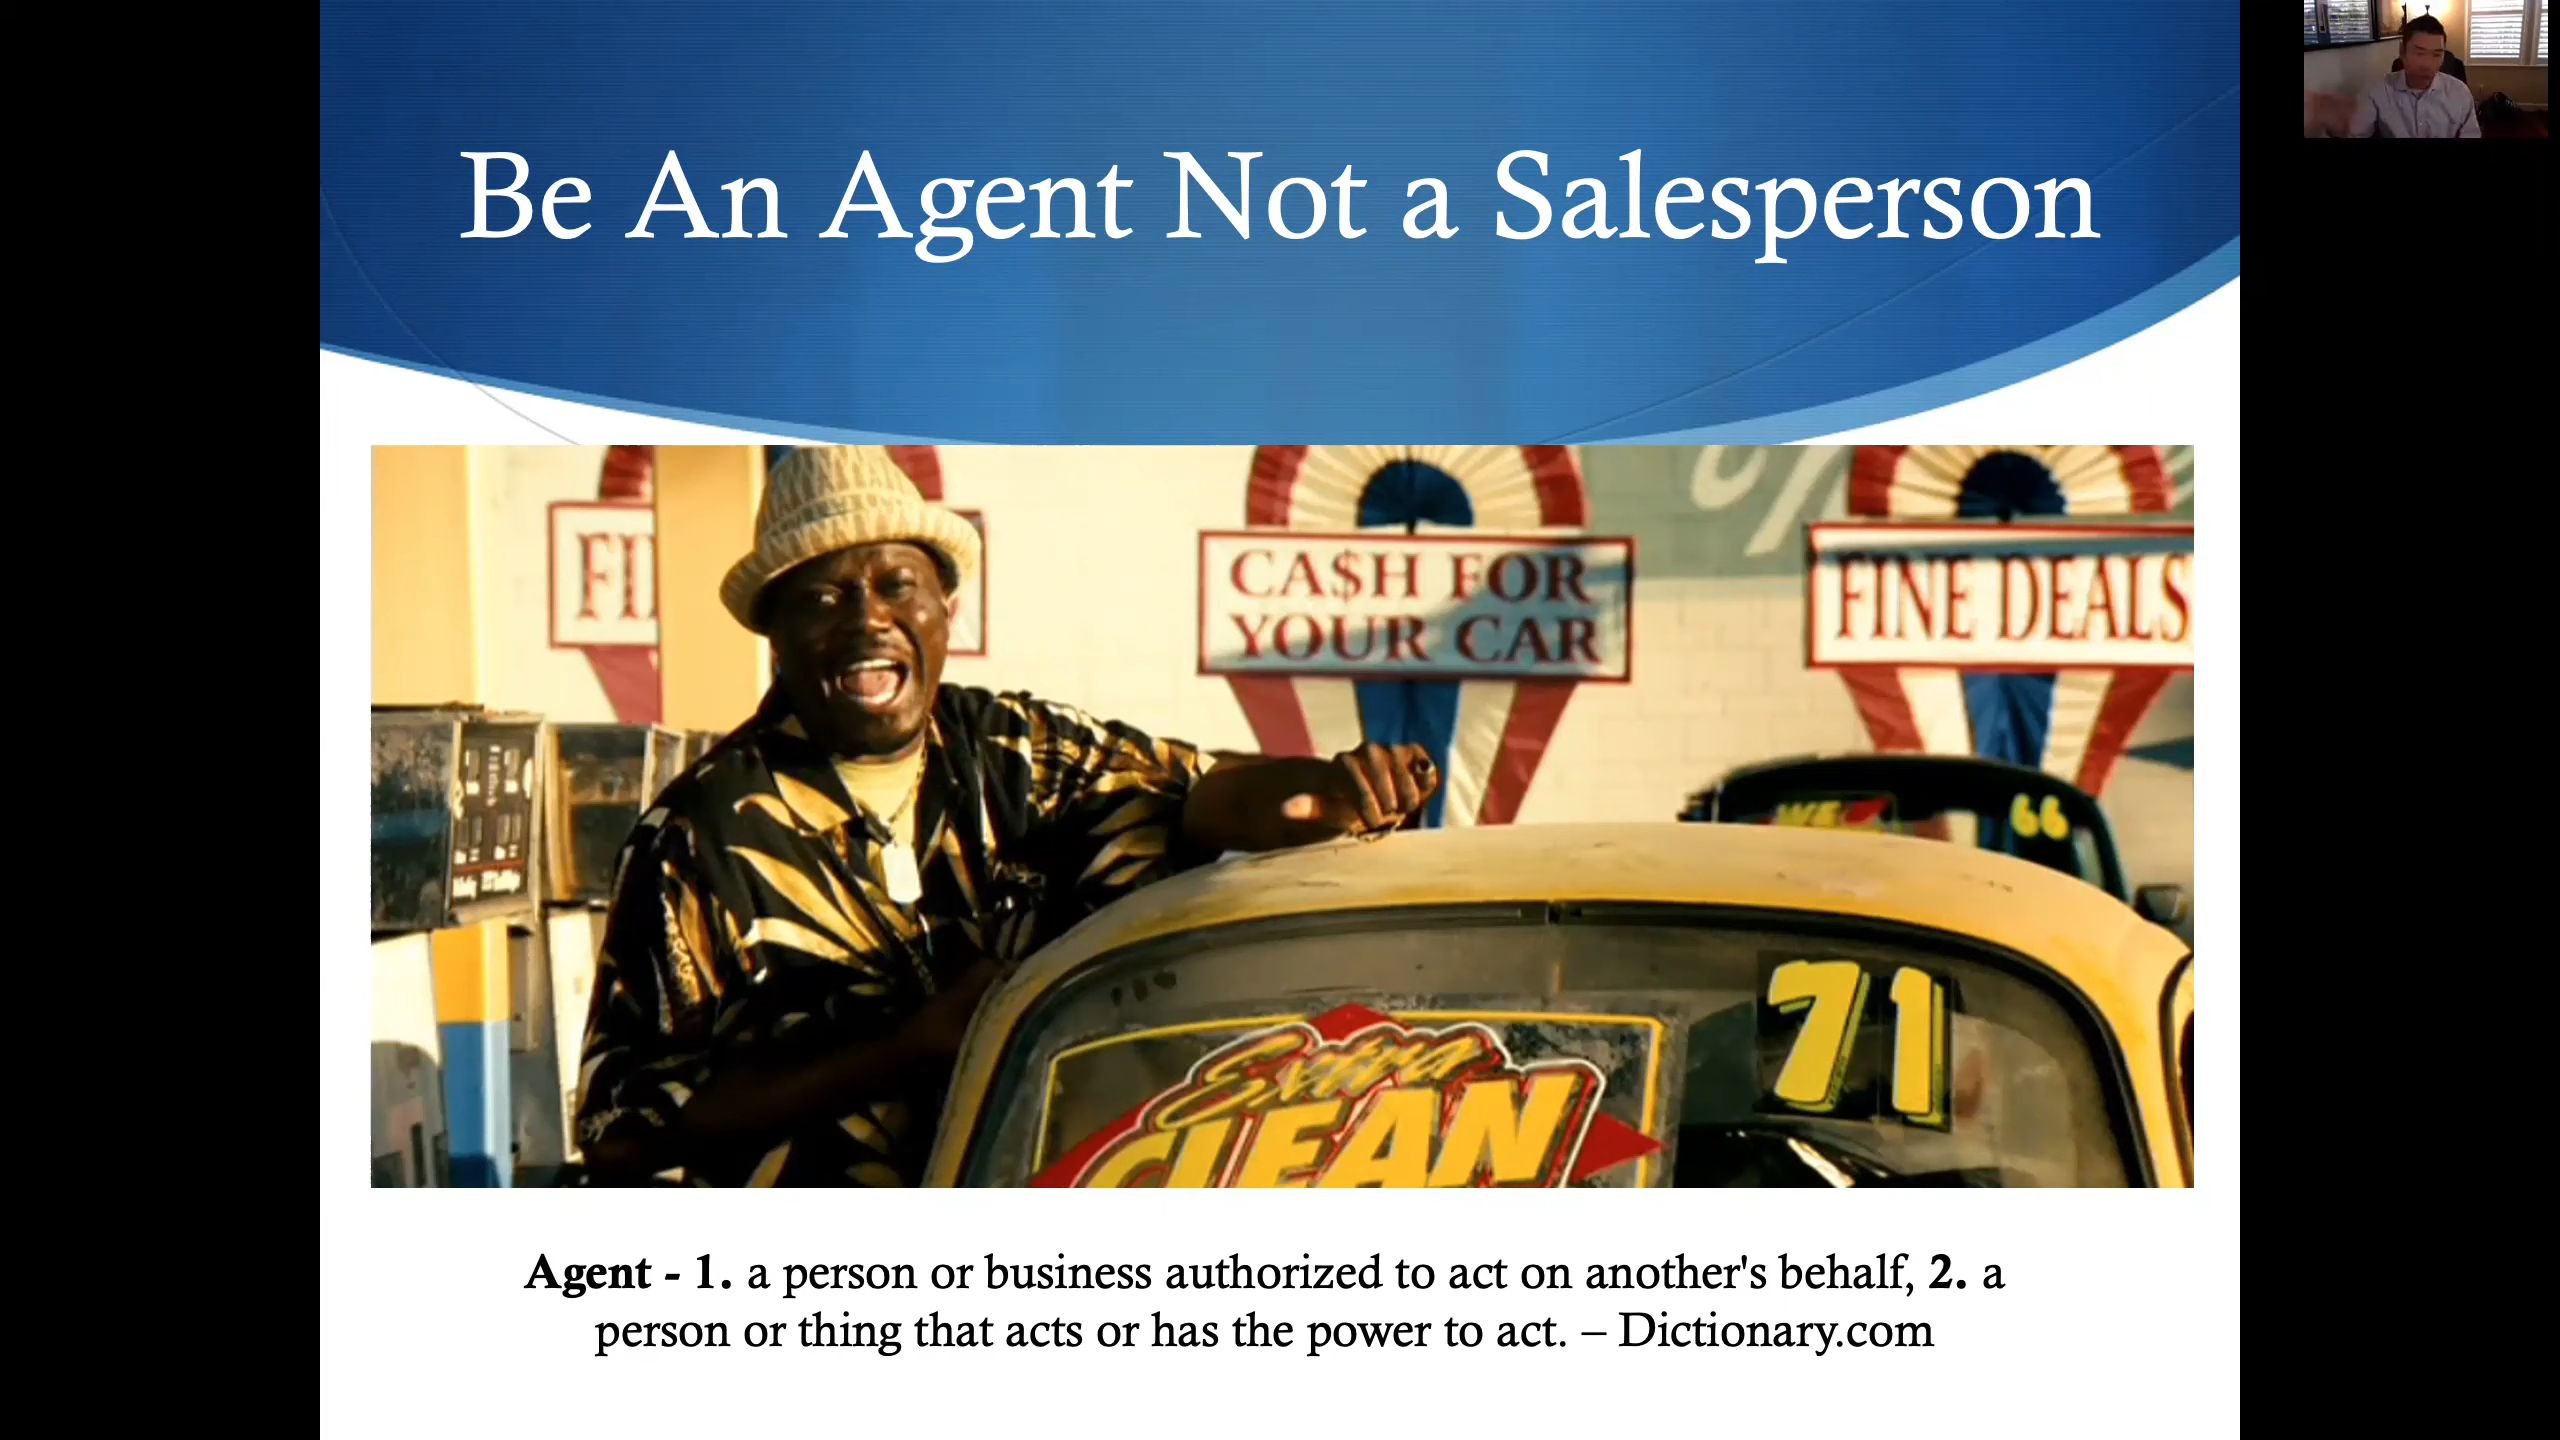 Be An Agent Not a Salesperson
FI
CA$H FOR
YOUR CAR
FINE DEALS
WE
66
71
Extra
CLEAN
Agent - 1. a person or business authorized to act on another's behalf, 2. a
person or thing that acts or has the power to act. – Dictionary.com